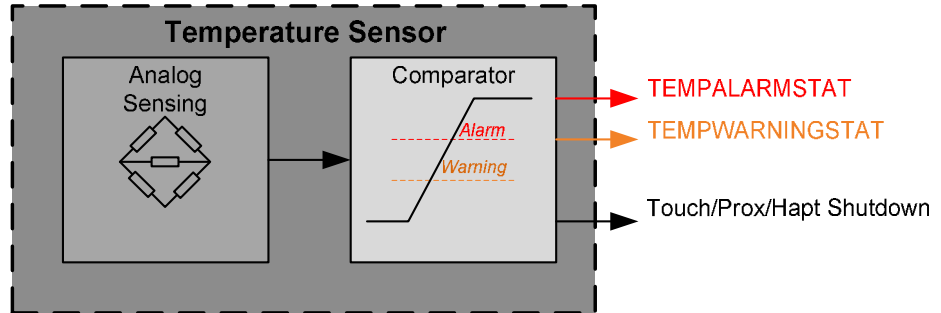 Temperature Sensor
Analog
Sensing
Comparator
Alarm
Warning
TEMPALARMSTAT
TEMPWARNINGSTAT
Touch/Prox/Hapt Shutdown